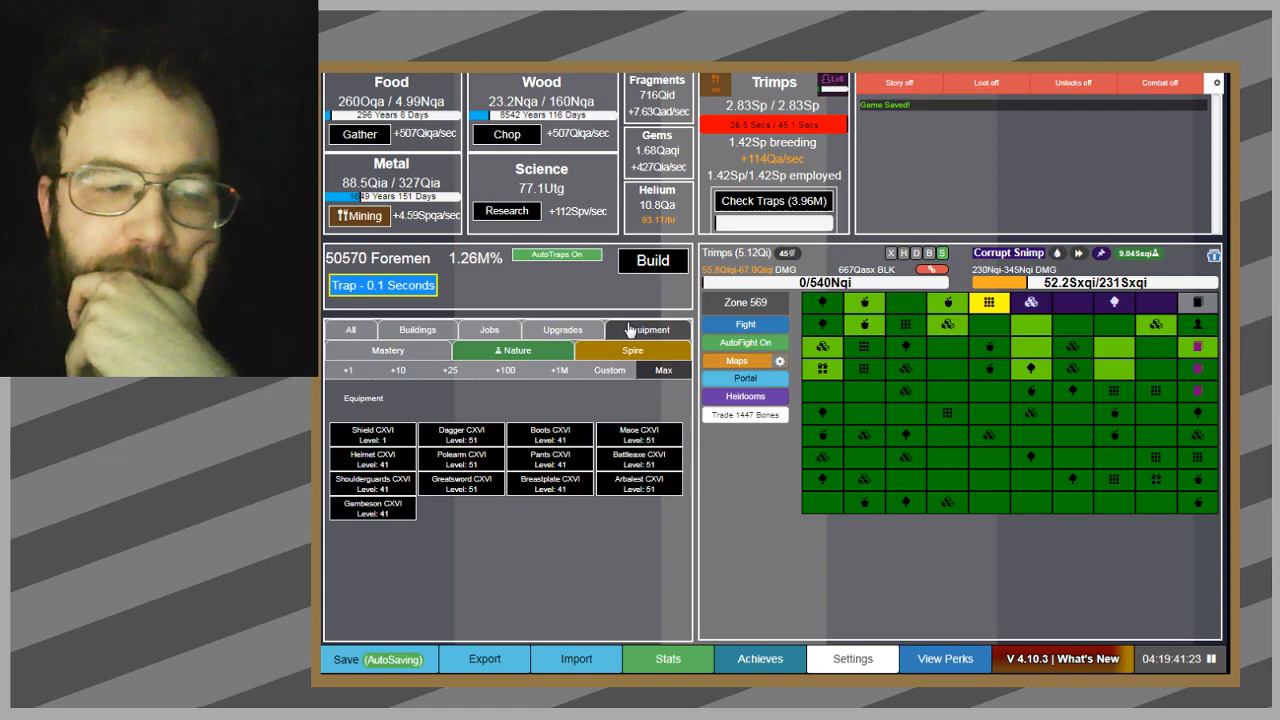 Food
260Oqa / 4.99Nqa
296 Years 8 Days
Gather
+507Qiqa/sec
Wood
23.2Nqa / 160Nqa
8542 Years 116 Days
Chop
+507Qiqa/sec
Metal
88.5Qia / 327Qia
Mining
+4.59Spqa/sec
Science
77.1Utg
Research
+112Spv/sec
Fragments
716Qid
+7.63Qad/sec
Gems
1.68Qaqi
+427Qia/sec
Helium
10.8Qa
93.1T/hr
Trimps
2.83Sp / 2.83Sp
26.5 Secs / 45.1 Secs
1.42Sp breeding
+114Qa/sec
1.42Sp/1.42Sp employed
Check Traps (3.96M)
Story off
Loot off
Unlocks off
Combat off
Game Saved!
50570 Foremen
1.26M%
AutoTraps On
Build
Trap - 0.1 Seconds
All
Buildings
Jobs
Upgrades
Mastery
Nature
Spire
+1
+10
+25
+100
+1M
Custom
Max
Equipment
Shield CXVI
Level: 1
Dagger CXVI
Level: 51
Boots CXVI
Level: 41
Mace CXVI
Level: 51
Helmet CXVI
Level: 41
Polearm CXVI
Level: 51
Pants CXVI
Level: 41
Battleaxe CXVI
Level: 51
Shoulderguards CXVI
Level: 41
Greatsword CXVI
Level: 51
Breastplate CXVI
Level: 41
Arbalest CXVI
Level: 51
Gambeson CXVI
Level: 41
Trimps (5.12Qi)
X H D B S
55.8Qiqi-67.0Qiqi DMG
667Qasx BLK
%
0/540Nqi
Corrupt Snimp
9.04Sxqi
230Nqi-345Nqi DMG
52.2Sxqi/231Sxqi
Zone 569
Fight
AutoFight On
Maps
Portal
Heirlooms
Trade 1447 Bones
Save (AutoSaving)
Export
Import
Stats
Achieves
Settings
View Perks
V 4.10.3 | What's New
04:19:41:23